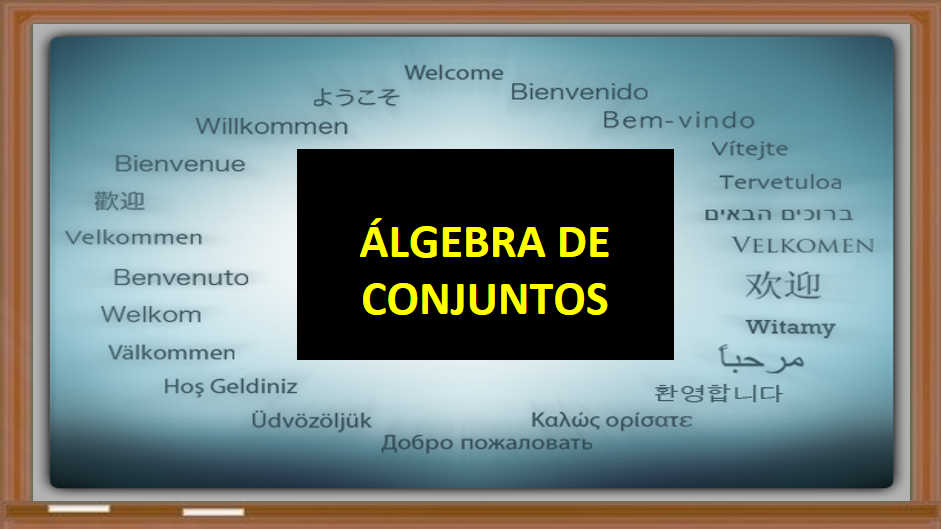 Welcome
ようこそ
Bienvenido
Willkommen
Bem-vindo
Bienvenue
Vítejte
歡迎
Tervetuloa
ברוכים הבאים
Velkommen
VELKOMEN
Benvenuto
欢迎
Welkom
Witamy
Välkommen
مرحباً
Hoş Geldiniz
환영합니다
Üdvözöljük
Καλώς ορίσατε
Добро пожаловать
ÁLGEBRA DE
CONJUNTOS